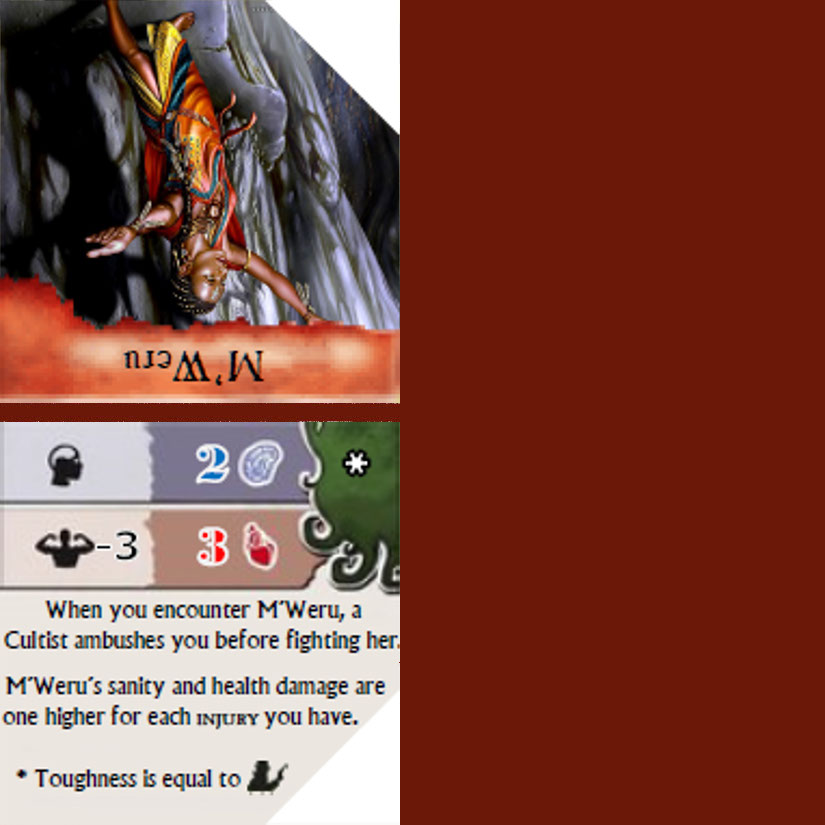 M'Weru
2 *
-3 3
When you encounter M'Weru, a
Cultist ambushes you before fighting her.
M'Weru's sanity and health damage are
one higher for each INJURY you have.
* Toughness is equal to